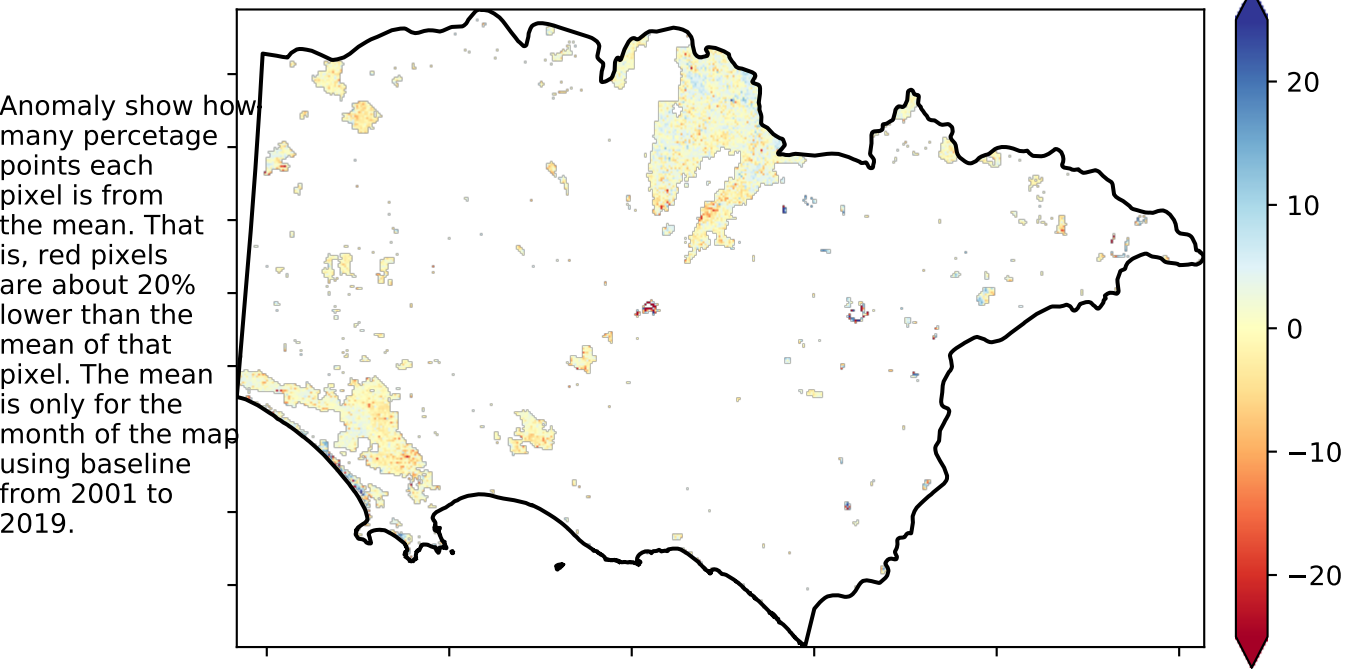 Anomaly show how
many percetage
points each
pixel is from
the mean. That
is, red pixels
are about 20%
lower than the
mean of that
pixel. The mean
is only for the
month of the map
using baseline
from 2001 to
2019.
20
10
0
−10
−20